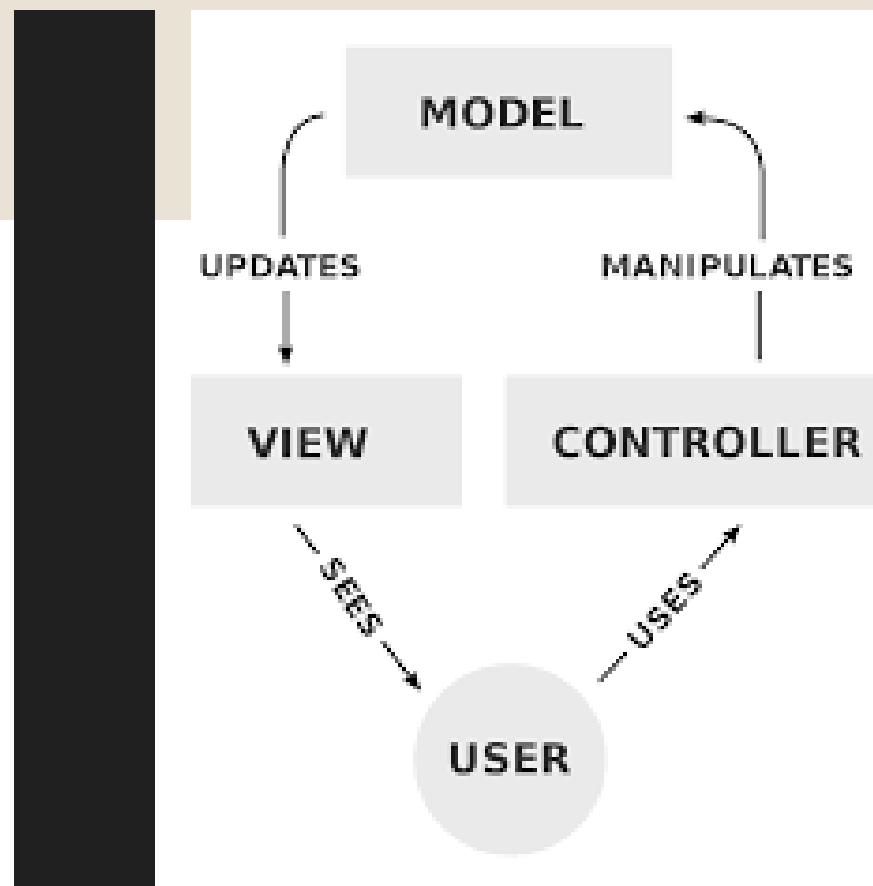 MODEL
UPDATES
MANIPULATES
VIEW
CONTROLLER
SEES
USES
USER